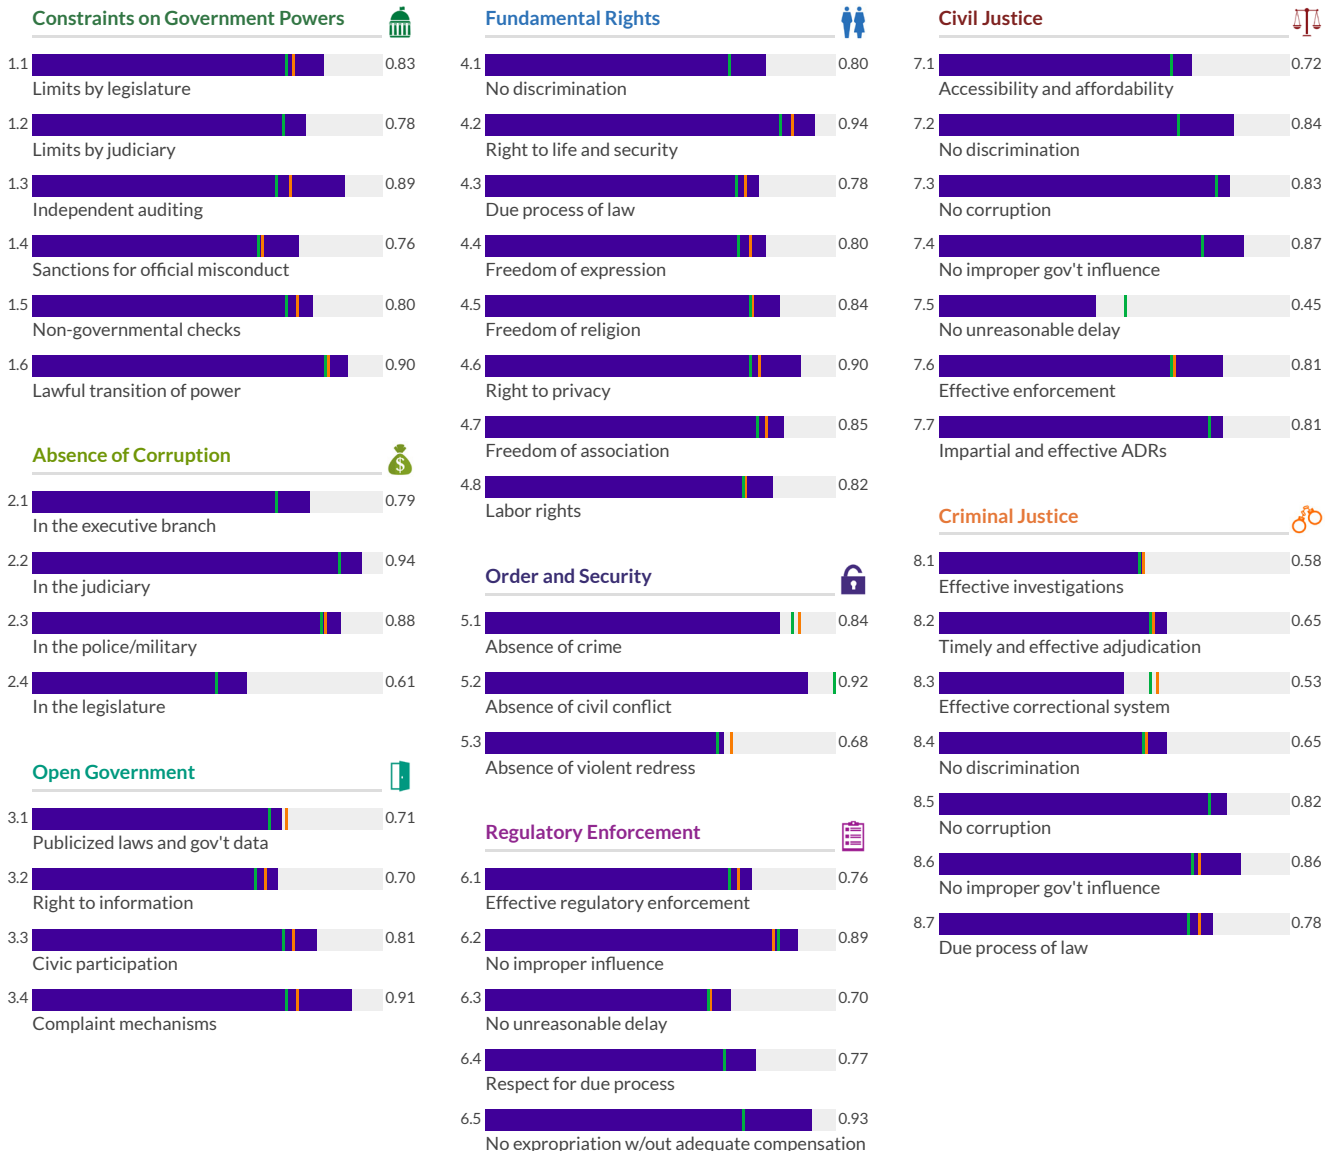 Constraints on Government Powers
1.1 0.83
Limits by legislature
1.2 0.78
Limits by judiciary
1.3 0.89
Independent auditing
1.4 0.76
Sanctions for official misconduct
1.5 0.80
Non-governmental checks
1.6 0.90
Lawful transition of power
Absence of Corruption
$
2.1 0.79
In the executive branch
2.2 0.94
In the judiciary
2.3 0.88
In the police/military
2.4 0.61
In the legislature
Open Government
3.1 0.71
Publicized laws and gov't data
3.2 0.70
Right to information
3.3 0.81
Civic participation
3.4 0.91
Complaint mechanisms
Fundamental Rights
4.1 0.80
No discrimination
4.2 0.94
Right to life and security
4.3 0.78
Due process of law
4.4 0.80
Freedom of expression
4.5 0.84
Freedom of religion
4.6 0.90
Right to privacy
4.7 0.85
Freedom of association
4.8 0.82
Labor rights
Order and Security
5.1 0.84
Absence of crime
5.2 0.92
Absence of civil conflict
5.3 0.68
Absence of violent redress
Regulatory Enforcement
6.1 0.76
Effective regulatory enforcement
6.2 0.89
No improper influence
6.3 0.70
No unreasonable delay
6.4 0.77
Respect for due process
6.5 0.93
No expropriation w/out adequate compensation
Civil Justice
7.1 0.72
Accessibility and affordability
7.2 0.84
No discrimination
7.3 0.83
No corruption
7.4 0.87
No improper gov't influence
7.5 0.45
No unreasonable delay
7.6 0.81
Effective enforcement
7.7 0.81
Impartial and effective ADRs
Criminal Justice
8.1 0.58
Effective investigations
8.2 0.65
Timely and effective adjudication
8.3 0.53
Effective correctional system
8.4 0.65
No discrimination
8.5 0.82
No corruption
8.6 0.86
No improper gov't influence
8.7 0.78
Due process of law